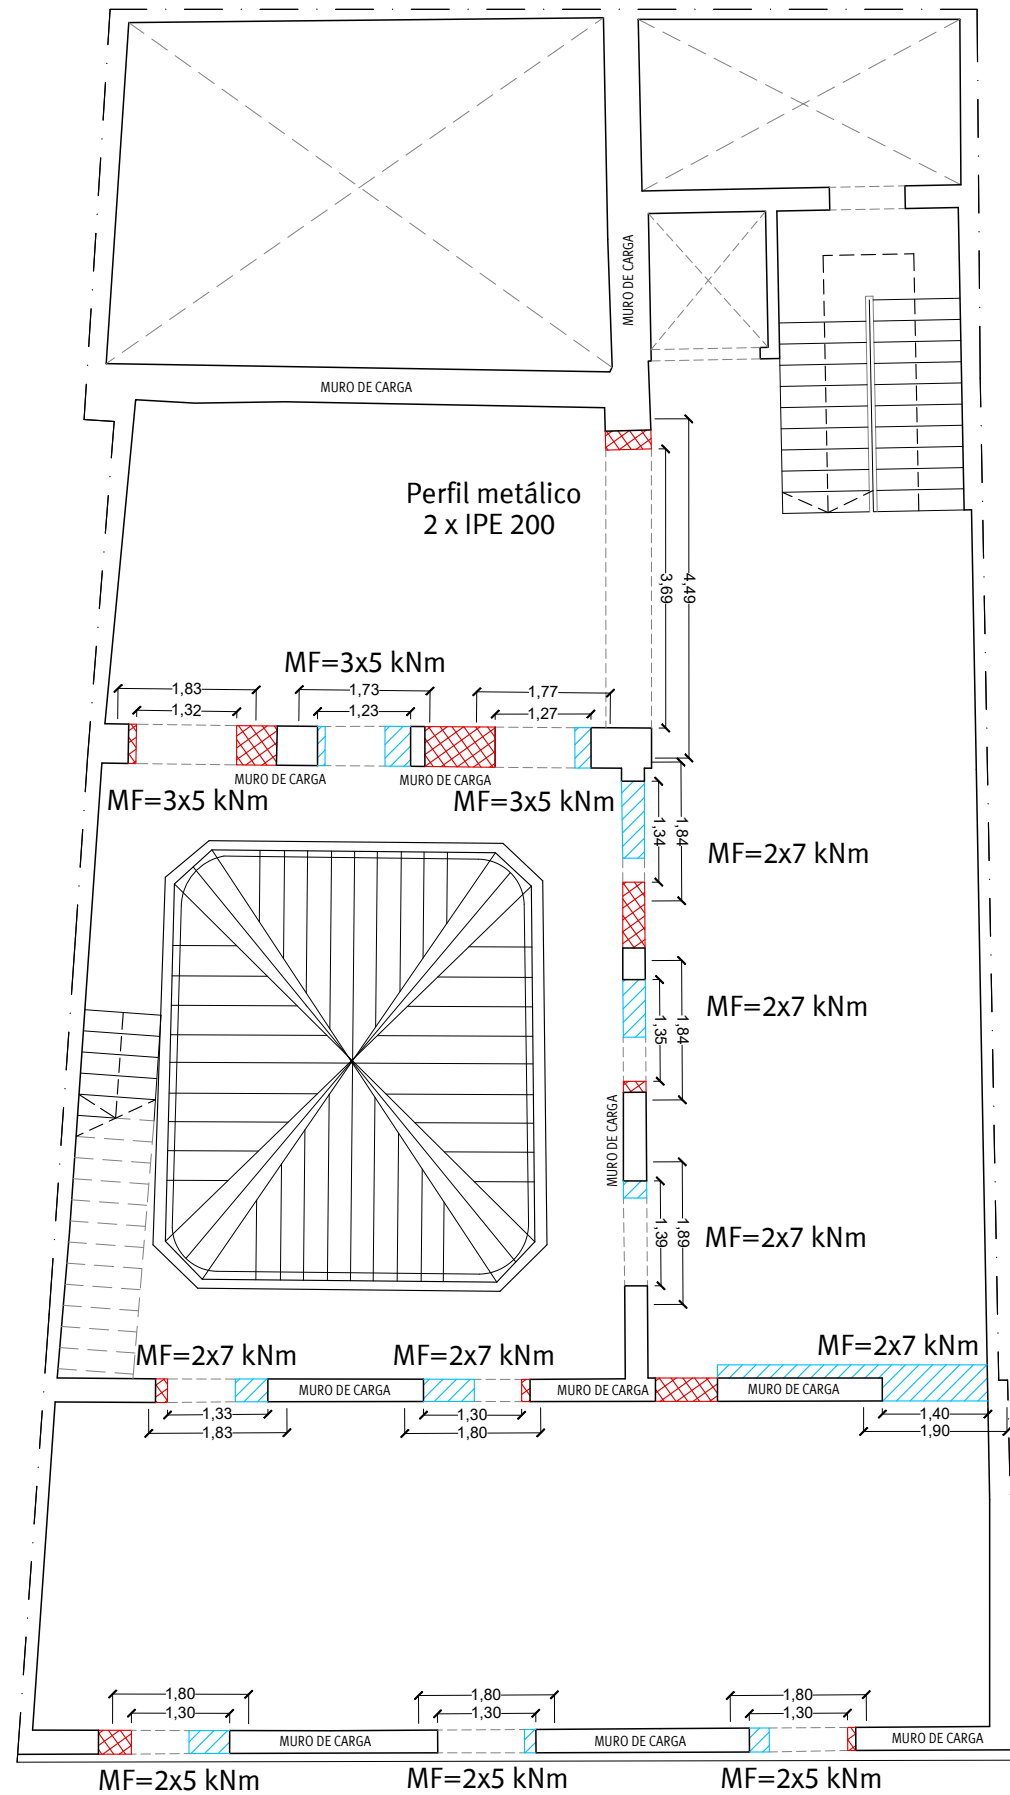 MURO DE CARGA
MURO DE CARGA
Perfil metálico
2 x IPE 200
4,49
3,69
MF=3x5 kNm
1,83
1,73
1,77
1,32
1,23
1,27
MURO DE CARGA
MURO DE CARGA
MF=3x5 kNm
MF=3x5 kNm
1,34
1,84
MF=2x7 kNm
MF=2x7 kNm
1,35
1,84
MURO DE CARGA
1,39
1,89
MF=2x7 kNm
MF=2x7 kNm
MF=2x7 kNm
MF=2x7 kNm
MURO DE CARGA
MURO DE CARGA
MURO DE CARGA
1,33
1,30
1,40
1,83
1,80
1,90
1,80
1,80
1,80
1,30
1,30
1,30
MURO DE CARGA
MURO DE CARGA
MURO DE CARGA
MF=2x5 kNm
MF=2x5 kNm
MF=2x5 kNm